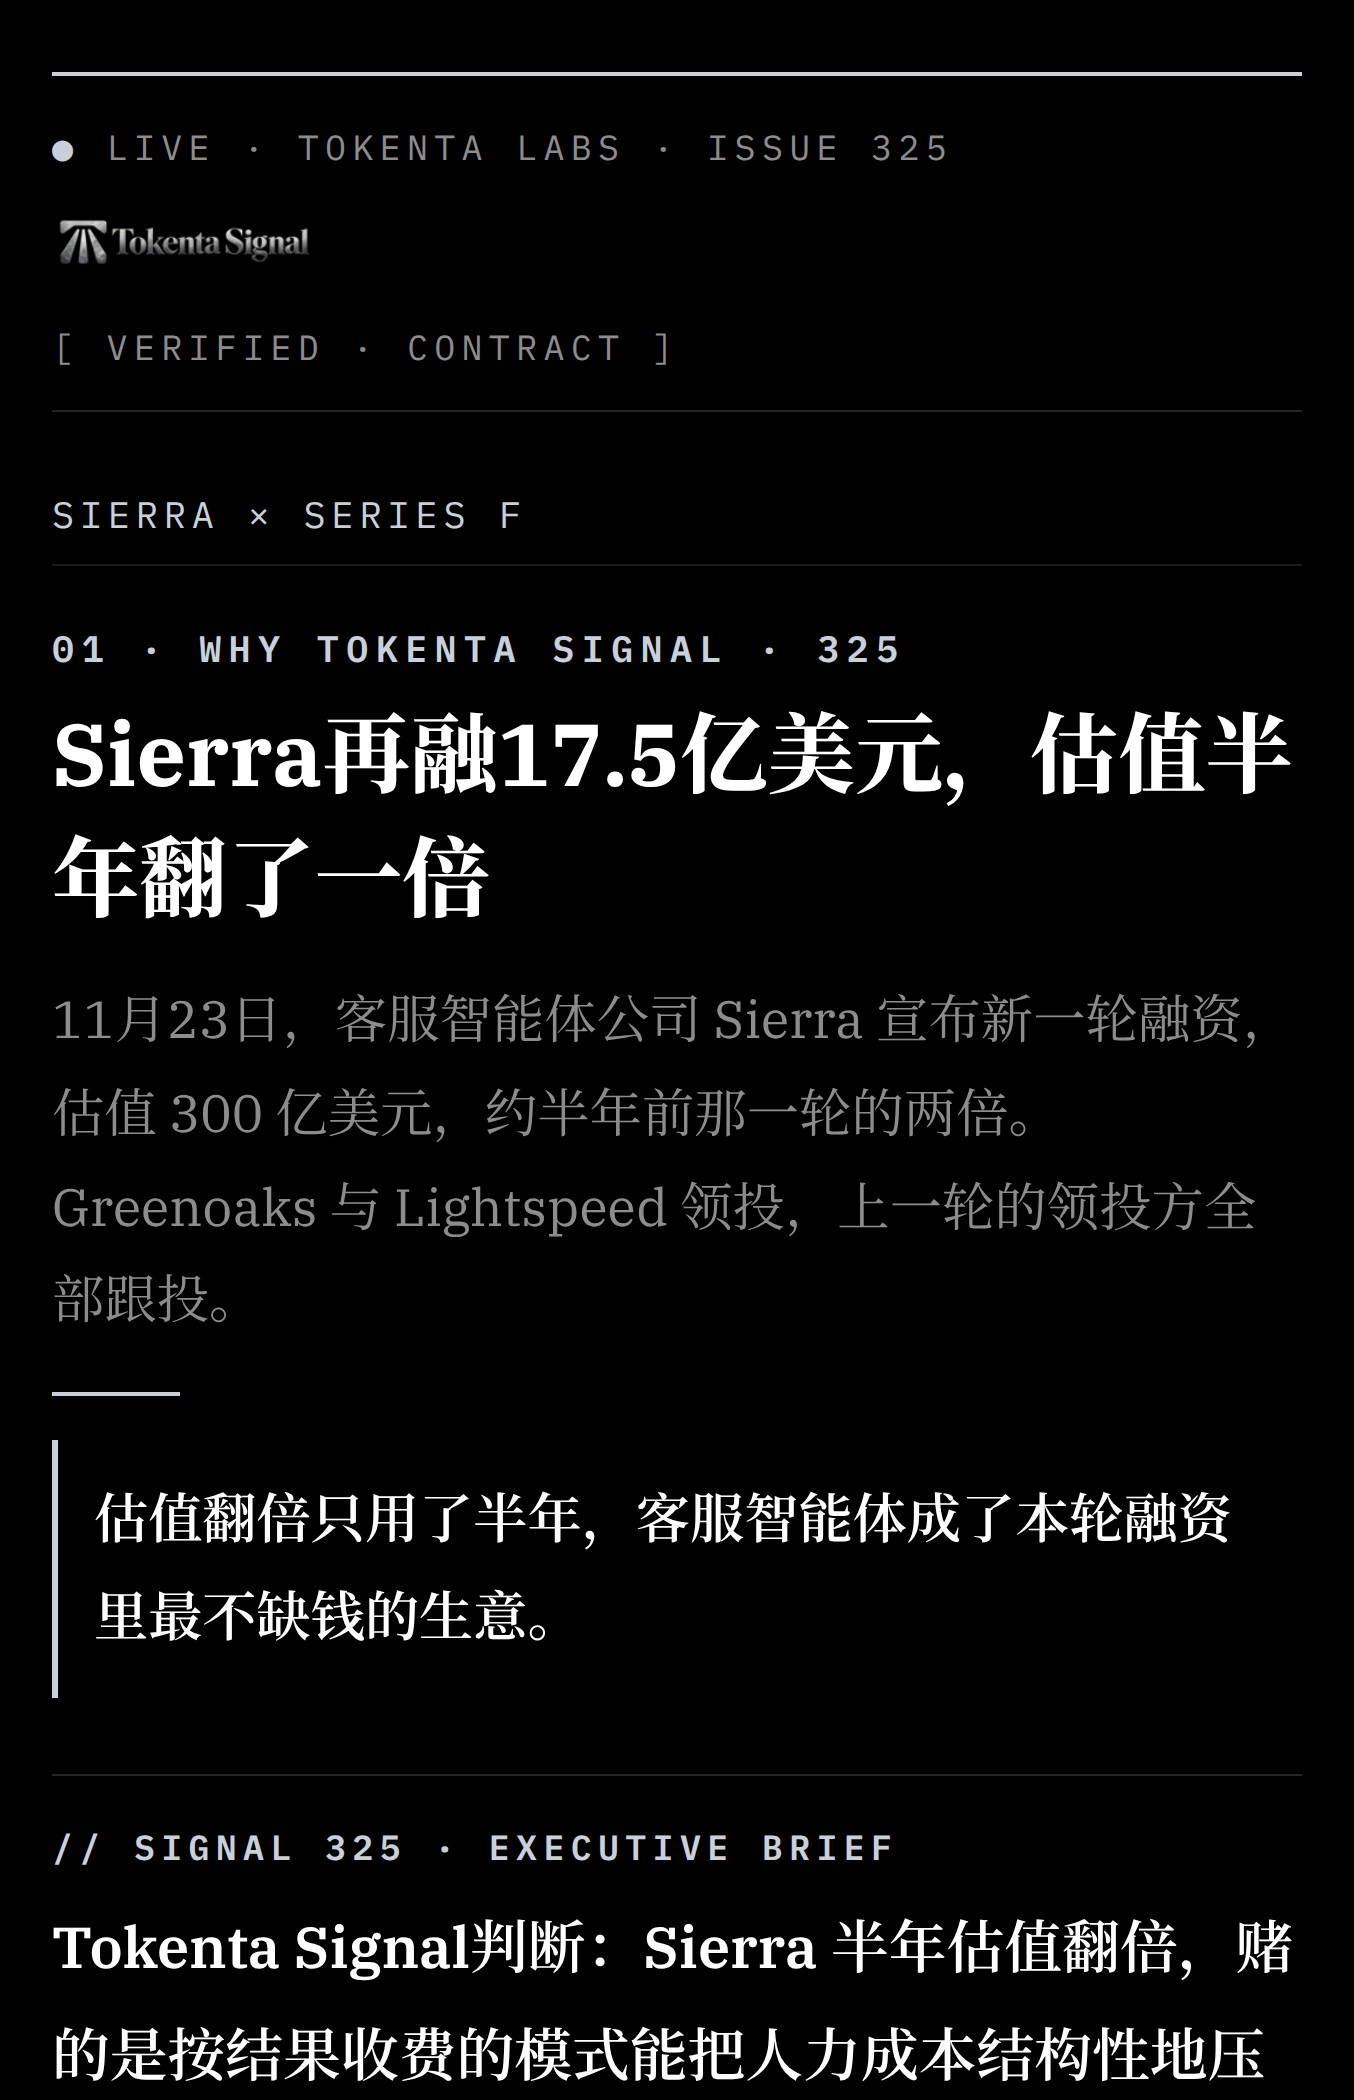 ● LIVE · TOKENTA LABS · ISSUE 325
Tokenta Signal
[ VERIFIED · CONTRACT ]
SIERRA × SERIES F
01 · WHY TOKENTA SIGNAL · 325
Sierra再融17.5亿美元，估值半
年翻了一倍
11月23日，客服智能体公司 Sierra 宣布新一轮融资，
估值 300 亿美元，约半年前那一轮的两倍。
Greenoaks 与 Lightspeed 领投，上一轮的领投方全
部跟投。
估值翻倍只用了半年，客服智能体成了本轮融资
里最不缺钱的生意。
// SIGNAL 325 · EXECUTIVE BRIEF
Tokenta Signal判断：Sierra 半年估值翻倍，赌
的是按结果收费的模式能把人力成本结构性地压